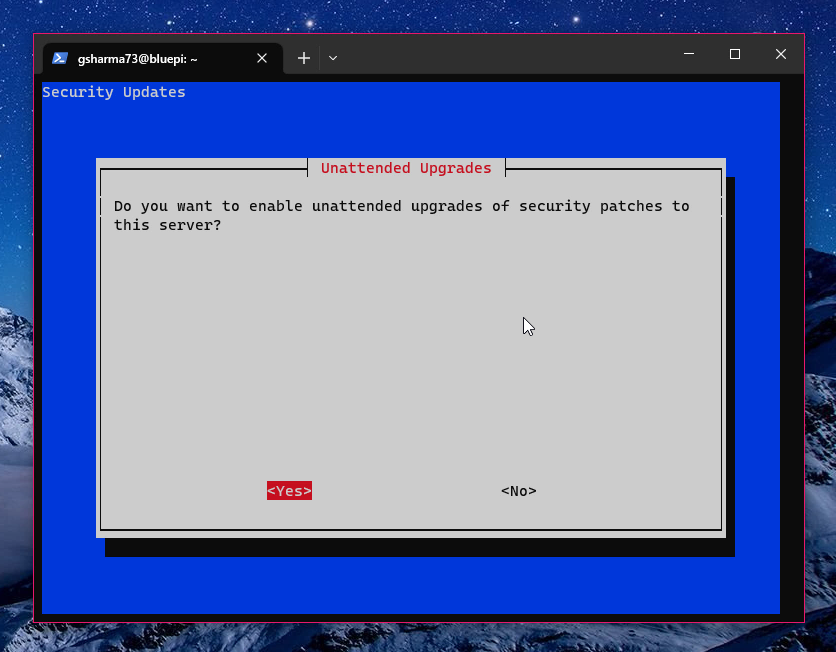 gsharma73@bluepi: ~
Security Updates
Unattended Upgrades
Do you want to enable unattended upgrades of security patches to
this server?
<Yes> <No>